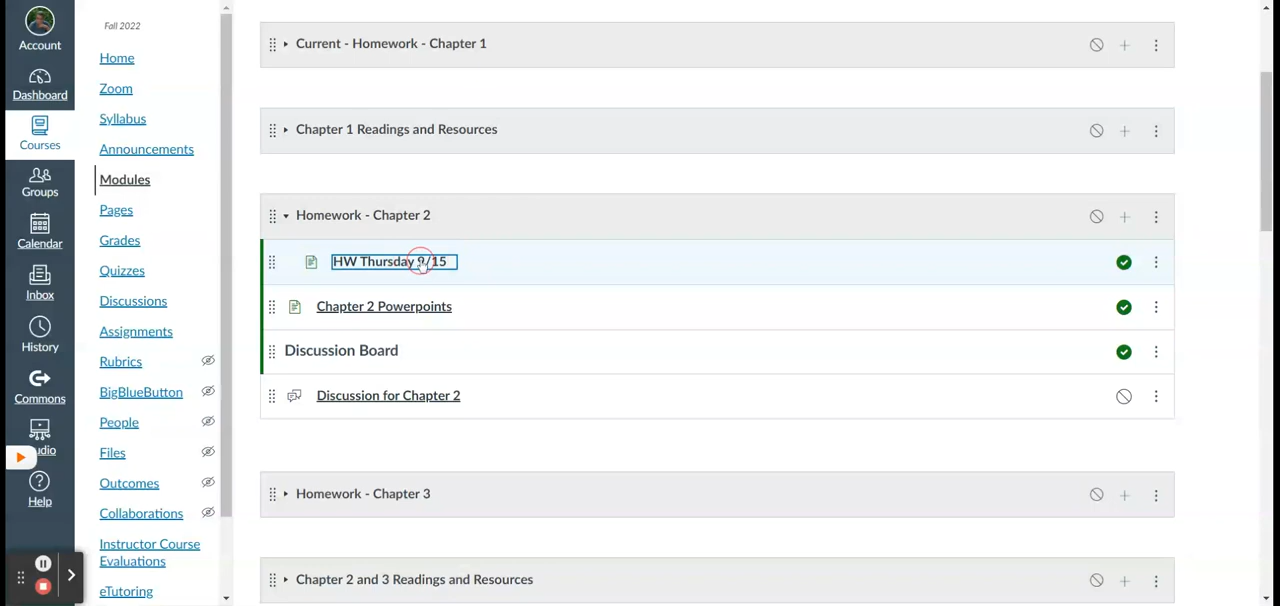 Account
Dashboard
Courses
Groups
Calendar
Inbox
History
Commons
udio
Help
Fall 2022
Home
Zoom
Syllabus
Announcements
Modules
Pages
Grades
Quizzes
Discussions
Assignments
Rubrics
BigBlueButton
People
Files
Outcomes
Collaborations
Instructor Course
Evaluations
eTutoring
Current - Homework - Chapter 1
Chapter 1 Readings and Resources
Homework - Chapter 2
HW Thursday 9/15
Chapter 2 Powerpoints
Discussion Board
Discussion for Chapter 2
Homework - Chapter 3
Chapter 2 and 3 Readings and Resources